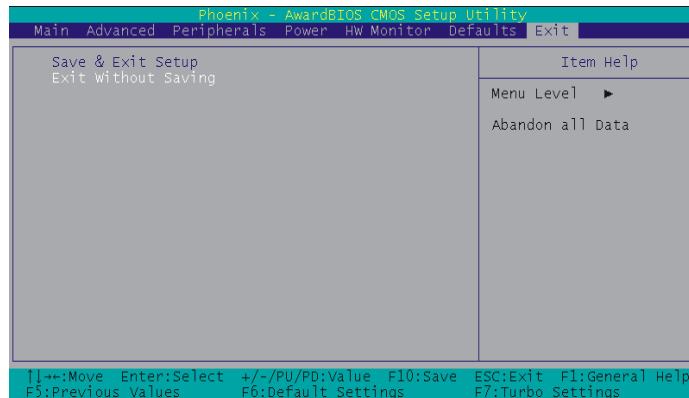 Phoenix - AwardBIOS CMOS Setup Utility
Main Advanced Peripherals Power HW Monitor Defaults Exit
Save & Exit Setup
Exit Without Saving
Item Help
Menu Level ►
Abandon all Data
↑↓→←:Move Enter:Select +/-/PU/PD:Value F10:Save ESC:Exit F1:General Help
F5:Previous Values F6:Default Settings F7:Turbo Settings